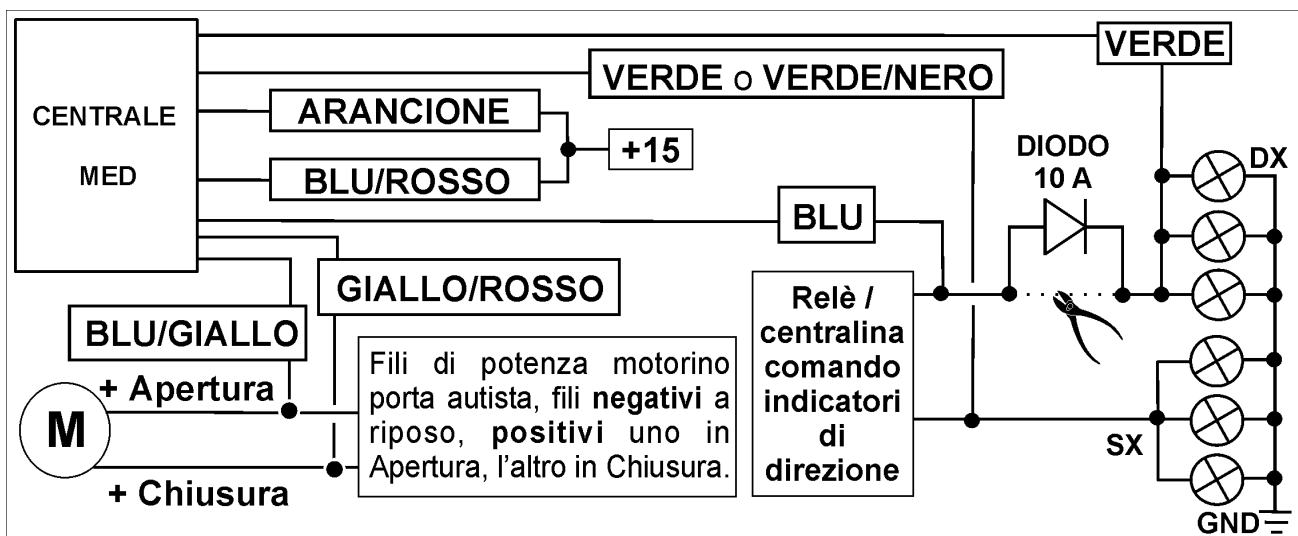 CENTRALE
MED
VERDE
VERDE o VERDE/NERO
ARANCIONE
+15
BLU/ROSSO
DIODO
10 A
DX
BLU
GIALLO/ROSSO
BLU/GIALLO
Relè /
centralina
comando
indicatori
di
direzione
+ Apertura
Fili di potenza motorino
porta autista, fili negativi a
riposo, positivi uno in
Apertura, l'altro in Chiusura.
M
+ Chiusura
SX
GND